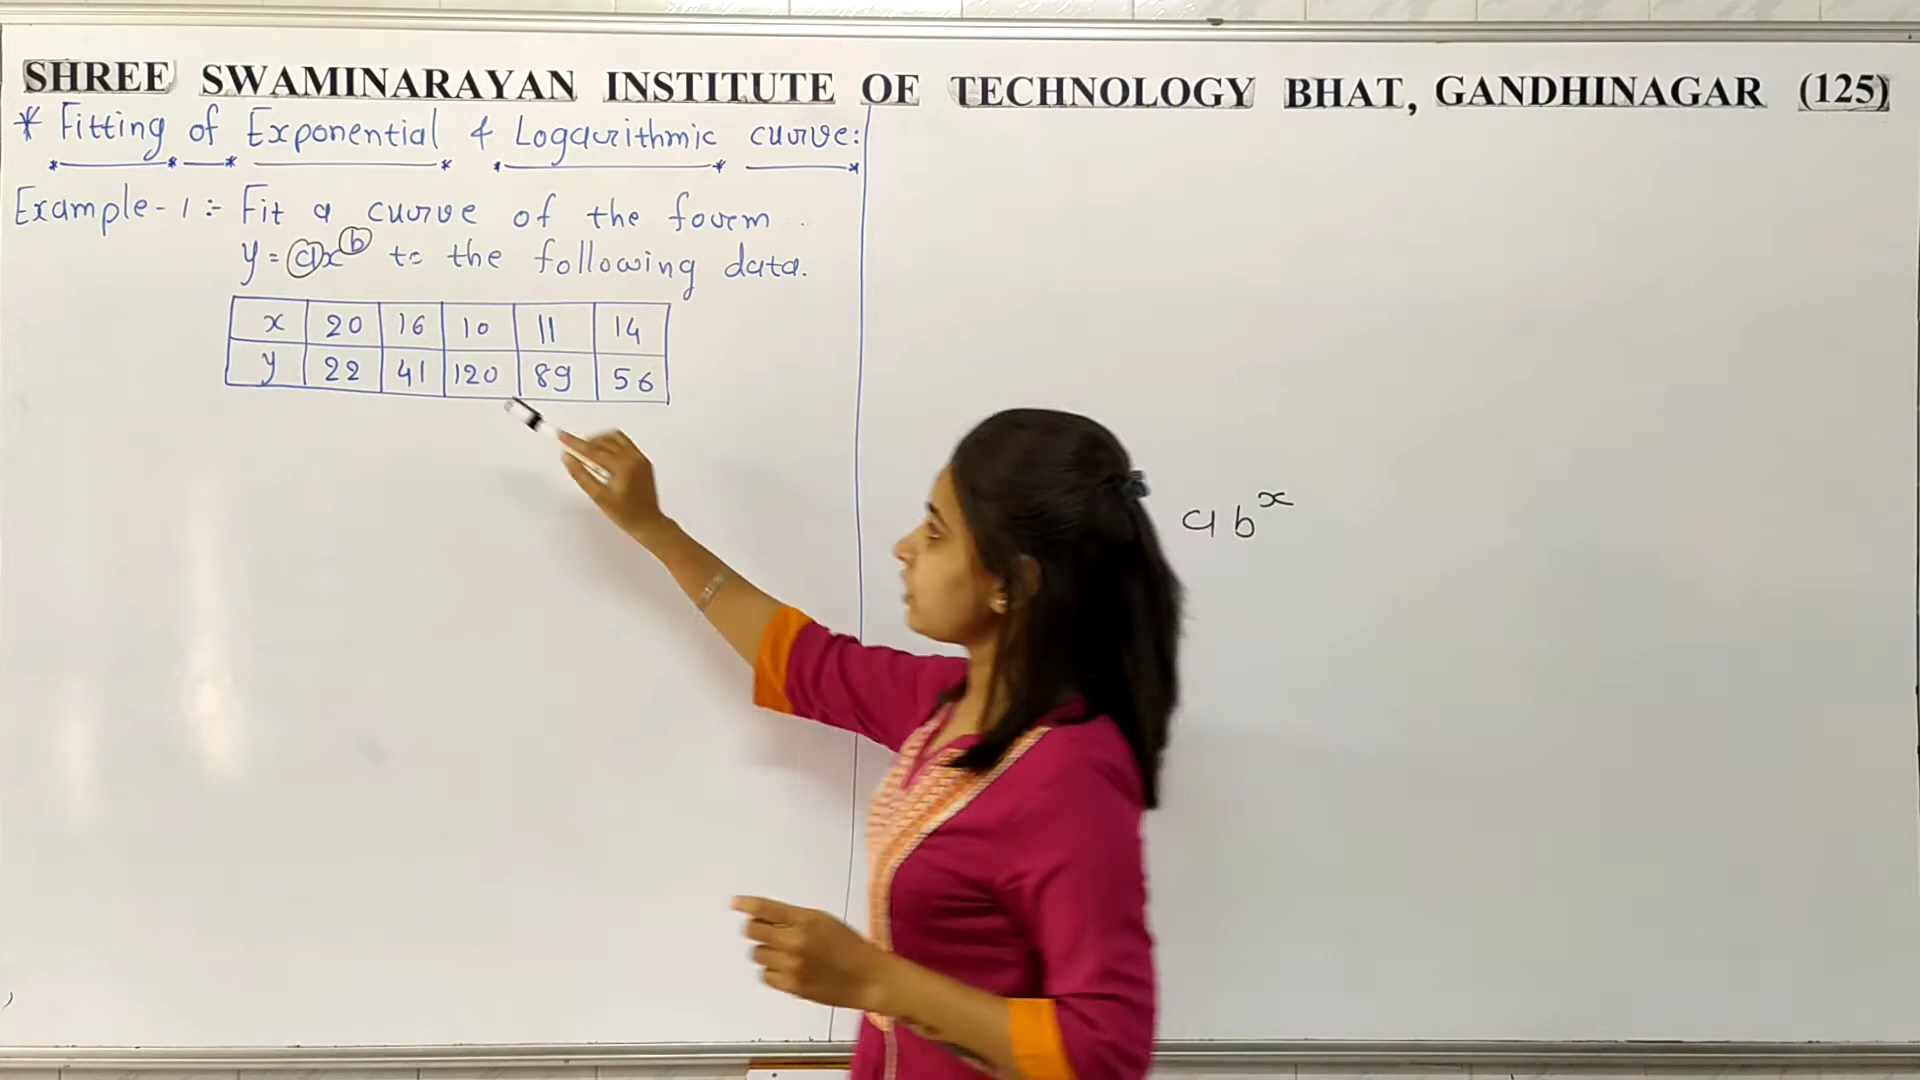 SHREE SWAMINARAYAN INSTITUTE OF TECHNOLOGY BHAT, GANDHINAGAR (125)
* Fitting of Exponential & Logarithmic curve:
Example-1:- Fit a curve of the form
y = ax^b to the following data.
x 20 16 10 11 14
y 22 41 120 89 56
ab^x